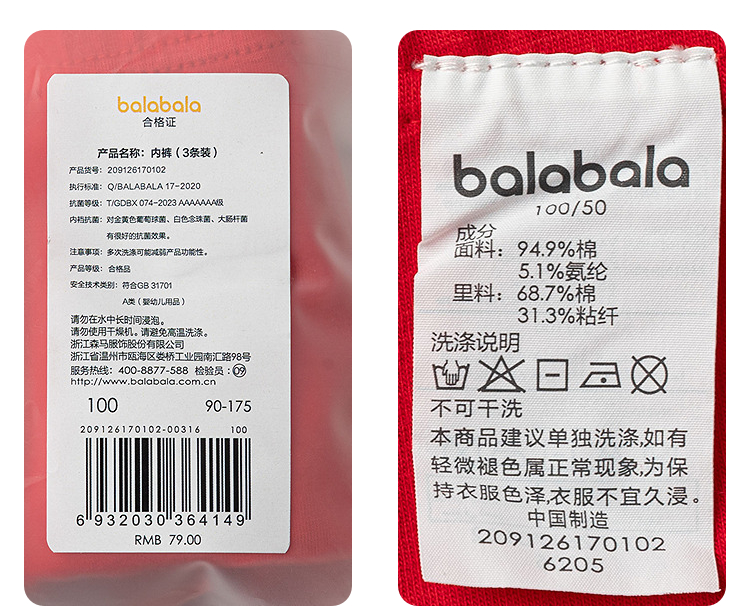 balabala
合格证
产品名称：内裤（3条装）
产品货号：209126170102
执行标准：Q/BALABALA 17-2020
抗菌等级：T/GDBX 074-2023 AAAAAAA级
内裆抗菌：对金黄色葡萄球菌、白色念珠菌、大肠杆菌
有很好的抗菌效果。
注意事项：多次洗涤可能减弱产品功能性。
产品等级：合格品
安全技术类别：符合GB 31701
A类（婴幼儿用品）
请勿在水中长时间浸泡。
请勿使用干燥机。请避免高温洗涤。
浙江森马服饰股份有限公司
浙江省温州市瓯海区娄桥工业园南汇路98号
服务热线：400-8877-588 检验员：09
http://www.balabala.com.cn
100 90-175
209126170102-00316 100
6 932030 364149
RMB 79.00
balabala
100/50
成分
面料：94.9%棉
5.1%氨纶
里料：68.7%棉
31.3%粘纤
洗涤说明
不可干洗
本商品建议单独洗涤,如有
轻微褪色属正常现象,为保
持衣服色泽,衣服不宜久浸。
中国制造
209126170102
6205